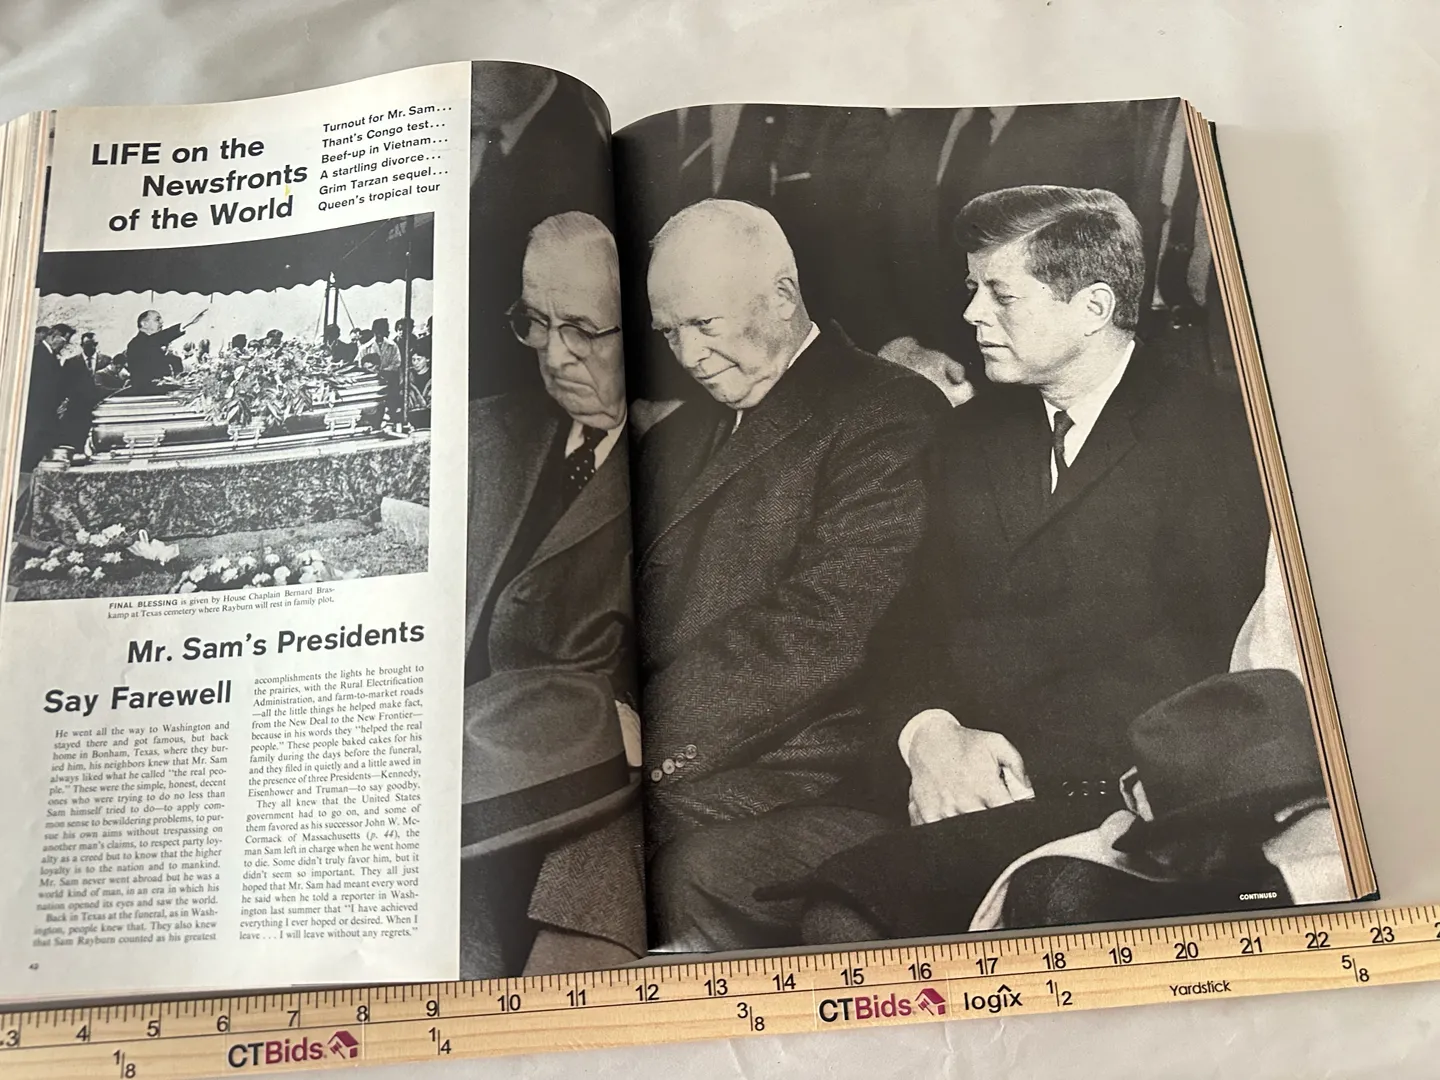 LIFE on the
Newsfronts
of the World
Turnout for Mr. Sam...
Thant's Congo test...
Beef-up in Vietnam...
A startling divorce...
Grim Tarzan sequel...
Queen's tropical tour
FINAL BLESSING is given by House Chaplain Bernard Bras-
kamp at Texas cemetery where Rayburn will rest in family plot.
Mr. Sam's Presidents
Say Farewell
He went all the way to Washington and
stayed there and got famous, but back
home in Bonham, Texas, where they bur-
ied him, his neighbors knew that Mr. Sam
always liked what he called "the real peo-
ple." These were the simple, honest, decent
ones who were trying to do no less than
Sam himself tried to do—to apply com-
mon sense to bewildering problems, to pur-
sue his own aims without trespassing on
another man's claims, to respect party loy-
alty as a creed but to know that the higher
loyalty is to the nation and to mankind.
Mr. Sam never went abroad but he was a
world kind of man, in an era in which his
nation opened its eyes and saw the world.
Back in Texas at the funeral, as in Wash-
ington, people knew that. They also knew
that Sam Rayburn counted as his greatest
accomplishments the lights he brought to
the prairies, with the Rural Electrification
Administration, and farm-to-market roads
—all the little things he helped make fact,
from the New Deal to the New Frontier—
because in his words they "helped the real
people." These people baked cakes for his
family during the days before the funeral,
and they filed in quietly and a little awed in
the presence of three Presidents—Kennedy,
Eisenhower and Truman—to say goodby.
They all knew that the United States
government had to go on, and some of
them favored as his successor John W. Mc-
Cormack of Massachusetts (p. 44), the
man Sam left in charge when he went home
to die. Some didn't truly favor him, but it
didn't seem so important. They all just
hoped that Mr. Sam had meant every word
he said when he told a reporter in Wash-
ington last summer that "I have achieved
everything I ever hoped or desired. When I
leave . . . I will leave without any regrets."
42
CONTINUED
3 4 5 6 7 8 9 10 11 12 13 14 15 16 17 18 19 20 21 22 23
1/8 CTBids 1/4 3/8 CTBids logix 1/2 Yardstick 5/8